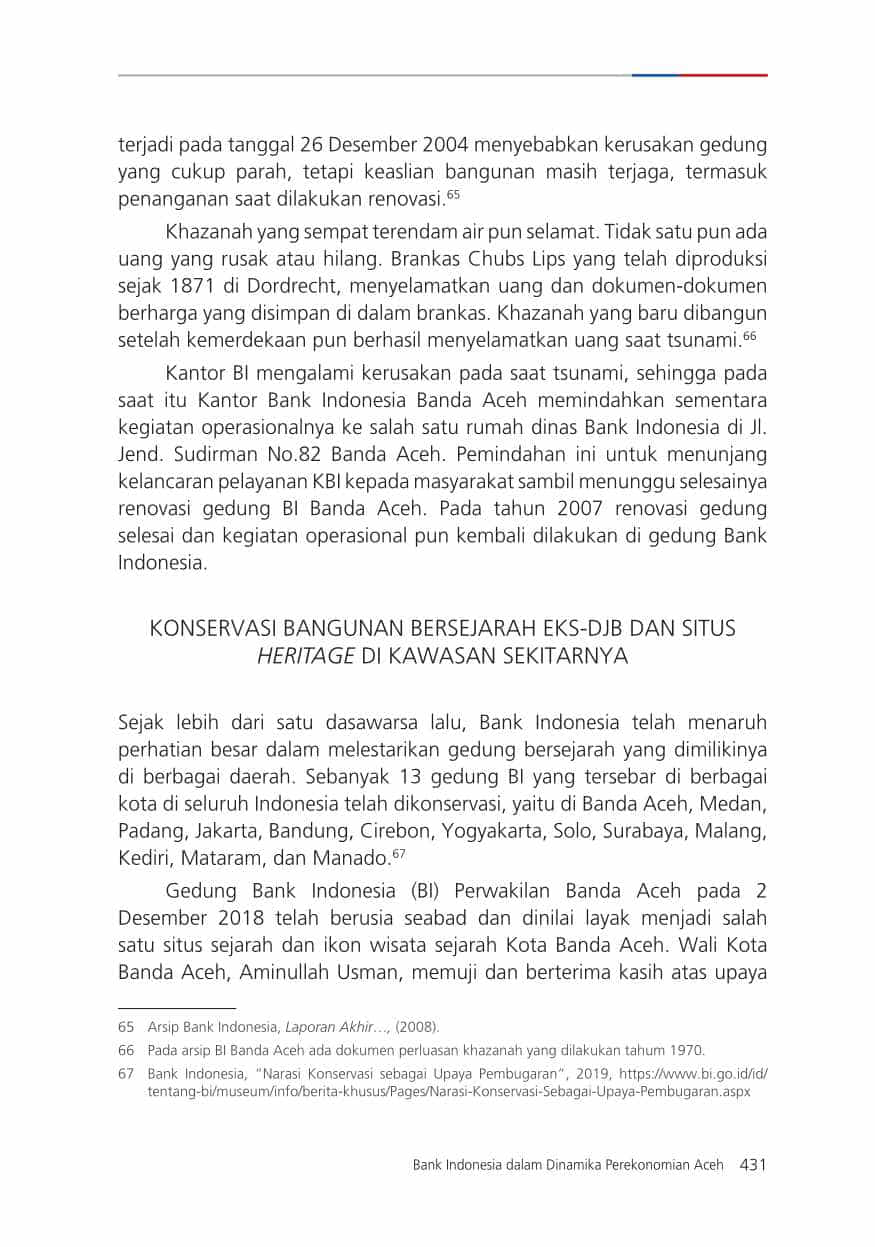 terjadi pada tanggal 26 Desember 2004 menyebabkan kerusakan gedung
yang cukup parah, tetapi keaslian bangunan masih terjaga, termasuk
penanganan saat dilakukan renovasi.65
Khazanah yang sempat terendam air pun selamat. Tidak satu pun ada
uang yang rusak atau hilang. Brankas Chubs Lips yang telah diproduksi
sejak 1871 di Dordrecht, menyelamatkan uang dan dokumen-dokumen
berharga yang disimpan di dalam brankas. Khazanah yang baru dibangun
setelah kemerdekaan pun berhasil menyelamatkan uang saat tsunami.66
Kantor BI mengalami kerusakan pada saat tsunami, sehingga pada
saat itu Kantor Bank Indonesia Banda Aceh memindahkan sementara
kegiatan operasionalnya ke salah satu rumah dinas Bank Indonesia di Jl.
Jend. Sudirman No.82 Banda Aceh. Pemindahan ini untuk menunjang
kelancaran pelayanan KBI kepada masyarakat sambil menunggu selesainya
renovasi gedung BI Banda Aceh. Pada tahun 2007 renovasi gedung
selesai dan kegiatan operasional pun kembali dilakukan di gedung Bank
Indonesia.
KONSERVASI BANGUNAN BERSEJARAH EKS-DJB DAN SITUS
HERITAGE DI KAWASAN SEKITARNYA
Sejak lebih dari satu dasawarsa lalu, Bank Indonesia telah menaruh
perhatian besar dalam melestarikan gedung bersejarah yang dimilikinya
di berbagai daerah. Sebanyak 13 gedung BI yang tersebar di berbagai
kota di seluruh Indonesia telah dikonservasi, yaitu di Banda Aceh, Medan,
Padang, Jakarta, Bandung, Cirebon, Yogyakarta, Solo, Surabaya, Malang,
Kediri, Mataram, dan Manado.67
Gedung Bank Indonesia (BI) Perwakilan Banda Aceh pada 2
Desember 2018 telah berusia seabad dan dinilai layak menjadi salah
satu situs sejarah dan ikon wisata sejarah Kota Banda Aceh. Wali Kota
Banda Aceh, Aminullah Usman, memuji dan berterima kasih atas upaya
65 Arsip Bank Indonesia, Laporan Akhir…, (2008).
66 Pada arsip BI Banda Aceh ada dokumen perluasan khazanah yang dilakukan tahum 1970.
67 Bank Indonesia, “Narasi Konservasi sebagai Upaya Pembugaran”, 2019, https://www.bi.go.id/id/
tentang-bi/museum/info/berita-khusus/Pages/Narasi-Konservasi-Sebagai-Upaya-Pembugaran.aspx
Bank Indonesia dalam Dinamika Perekonomian Aceh 431